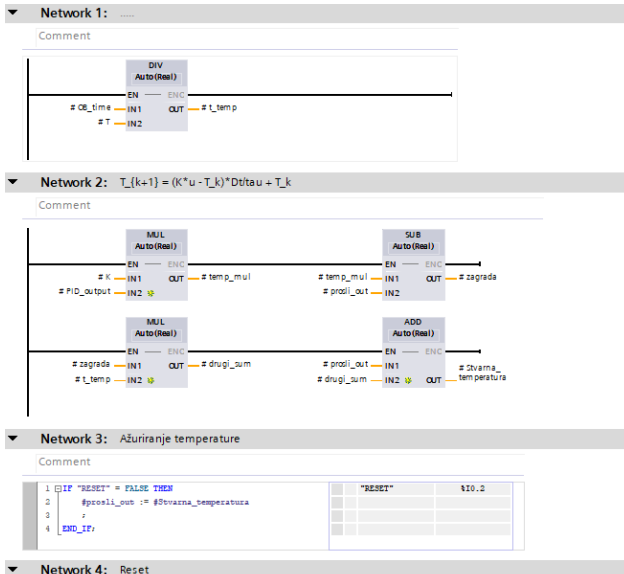 Network 1: .....
Comment
DIV
Auto(Real)
EN ENO
# OB_time IN1 OUT # t_temp
# T IN2
Network 2: T_{k+1} = (K*u - T_k)*Dt/tau + T_k
Comment
MUL SUB
Auto(Real) Auto(Real)
EN ENO EN ENO
# K IN1 OUT # temp_mul # temp_mul IN1 OUT # zagrada
# PID_output IN2 # prosli_out IN2
MUL ADD
Auto(Real) Auto(Real)
EN ENO EN ENO
# zagrada IN1 OUT # drugi_sum # prosli_out IN1 # Stvarna_
# t_temp IN2 # drugi_sum IN2 OUT temperatura
Network 3: Ažuriranje temperature
Comment
1 IF "RESET" = FALSE THEN "RESET" %I0.2
2 #prosli_out := #Stvarna_temperatura
3 ;
4 END_IF;
Network 4: Reset